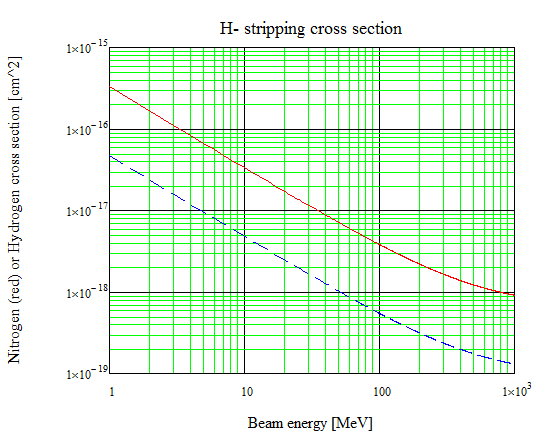 H- stripping cross section
Nitrogen (red) or Hydrogen cross section [cm^2]
1×10^-15
1×10^-16
1×10^-17
1×10^-18
1×10^-19
1 10 100 1×10^3
Beam energy [MeV]